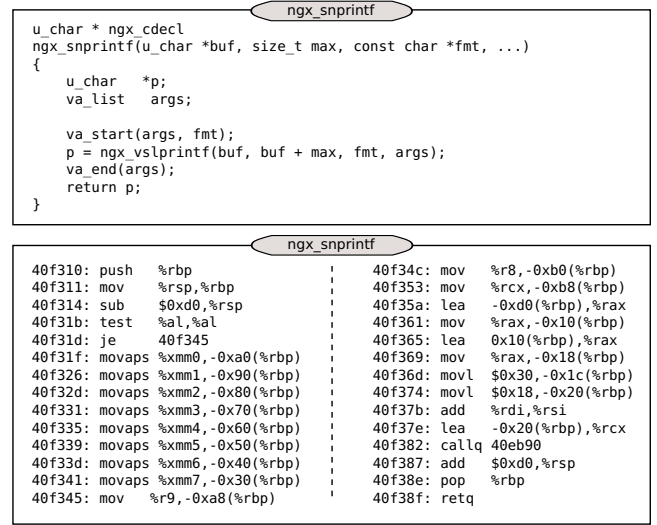 ngx_snprintf
u_char * ngx_cdecl
ngx_snprintf(u_char *buf, size_t max, const char *fmt, ...)
{
    u_char   *p;
    va_list   args;

    va_start(args, fmt);
    p = ngx_vslprintf(buf, buf + max, fmt, args);
    va_end(args);
    return p;
}
ngx_snprintf
40f310: push   %rbp
40f311: mov    %rsp,%rbp
40f314: sub    $0xd0,%rsp
40f31b: test   %al,%al
40f31d: je     40f345
40f31f: movaps %xmm0,-0xa0(%rbp)
40f326: movaps %xmm1,-0x90(%rbp)
40f32d: movaps %xmm2,-0x80(%rbp)
40f331: movaps %xmm3,-0x70(%rbp)
40f335: movaps %xmm4,-0x60(%rbp)
40f339: movaps %xmm5,-0x50(%rbp)
40f33d: movaps %xmm6,-0x40(%rbp)
40f341: movaps %xmm7,-0x30(%rbp)
40f345: mov   %r9,-0xa8(%rbp)
40f34c: mov    %r8,-0xb0(%rbp)
40f353: mov    %rcx,-0xb8(%rbp)
40f35a: lea    -0xd0(%rbp),%rax
40f361: mov    %rax,-0x10(%rbp)
40f365: lea    0x10(%rbp),%rax
40f369: mov    %rax,-0x18(%rbp)
40f36d: movl   $0x30,-0x1c(%rbp)
40f374: movl   $0x18,-0x20(%rbp)
40f37b: add    %rdi,%rsi
40f37e: lea    -0x20(%rbp),%rcx
40f382: callq  40eb90
40f387: add    $0xd0,%rsp
40f38e: pop    %rbp
40f38f: retq